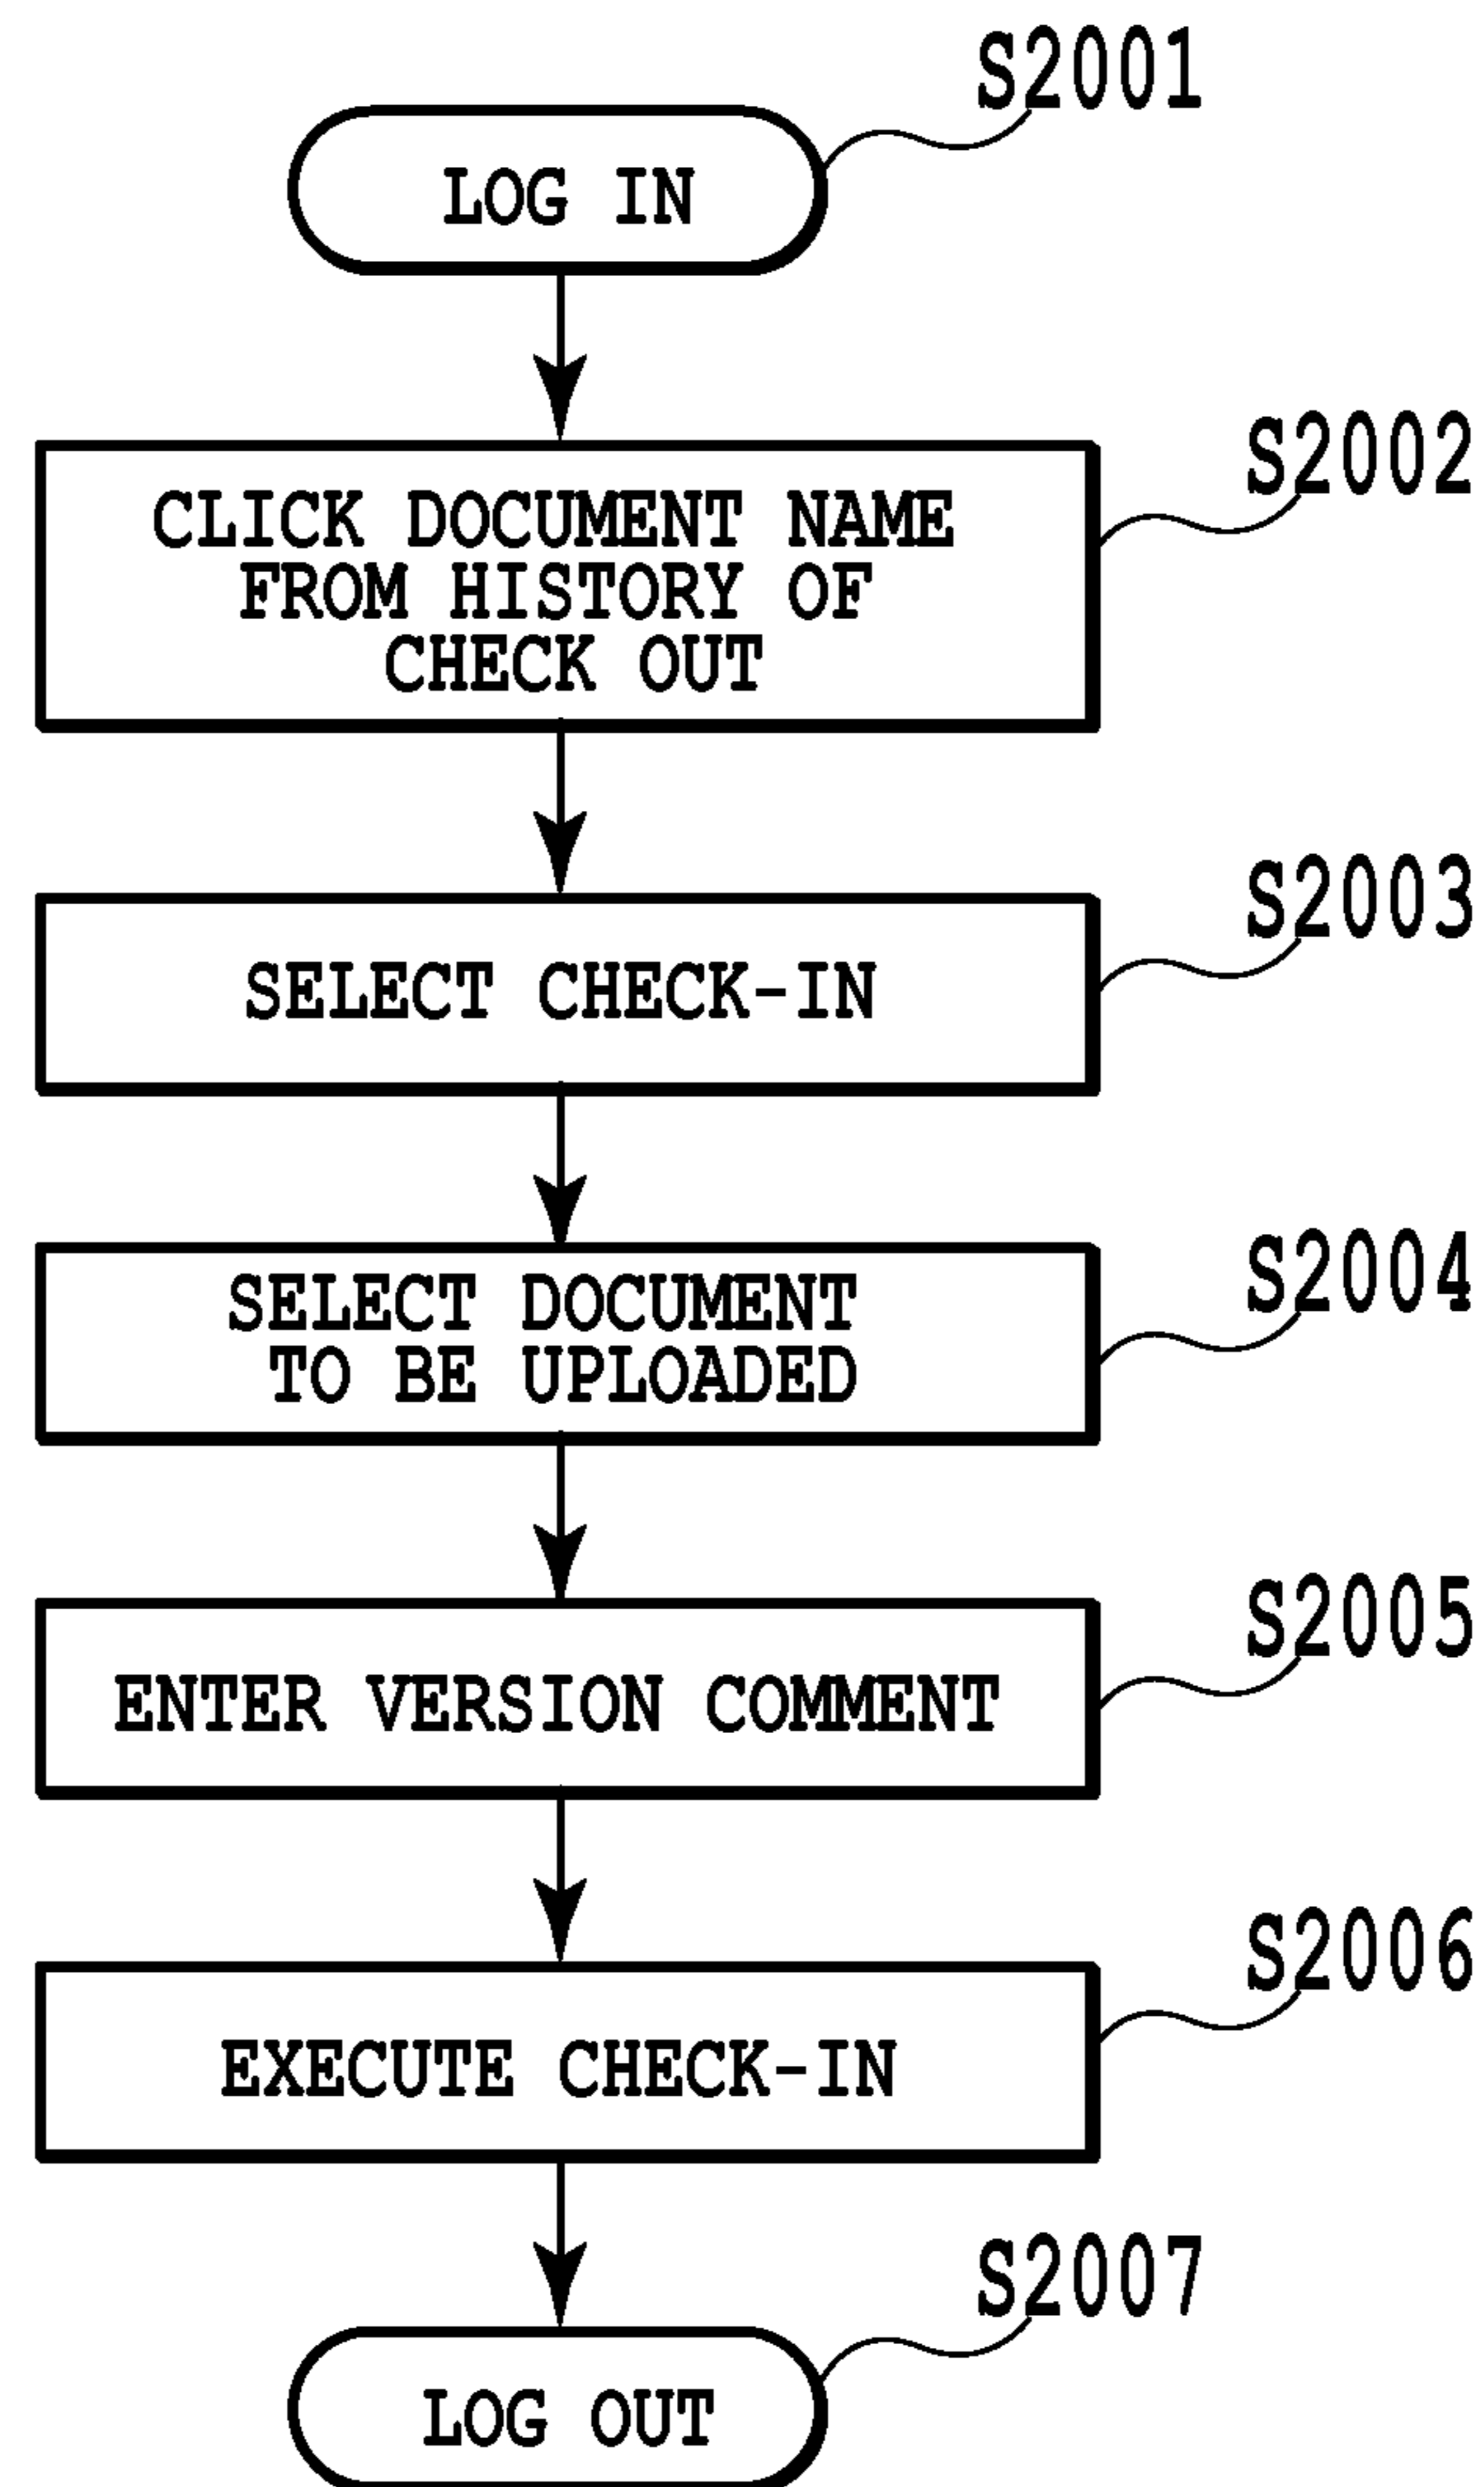 S2001
LOG IN
S2002
CLICK DOCUMENT NAME
FROM HISTORY OF
CHECK OUT
S2003
SELECT CHECK-IN
S2004
SELECT DOCUMENT
TO BE UPLOADED
S2005
ENTER VERSION COMMENT
S2006
EXECUTE CHECK-IN
S2007
LOG OUT